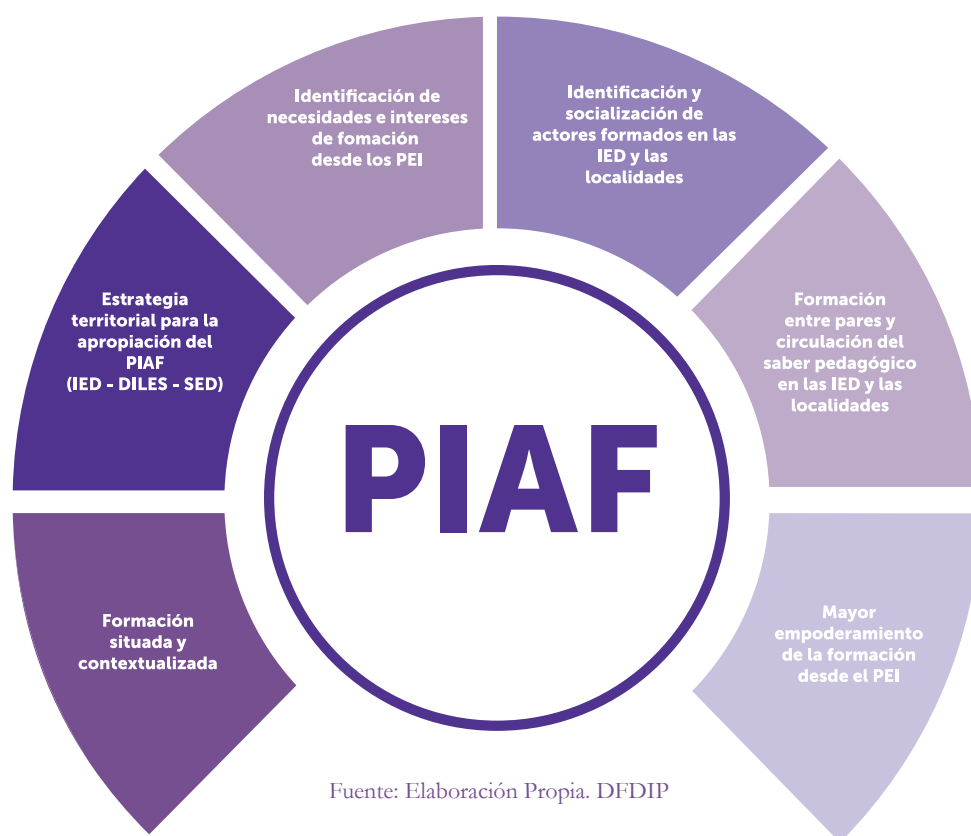 Identificación de
necesidades e intereses
de fomación
desde los PEI
Identificación y
socialización de
actores formados en las
IED y las
localidades
Estrategia
territorial para la
apropiación del
PIAF
(IED - DILES - SED)
Formación
entre pares y
circulación del
saber pedagógico
en las IED y las
localidades
PIAF
Formación
situada y
contextualizada
Mayor
empoderamiento
de la formación
desde el PEI
Fuente: Elaboración Propia. DFDIP